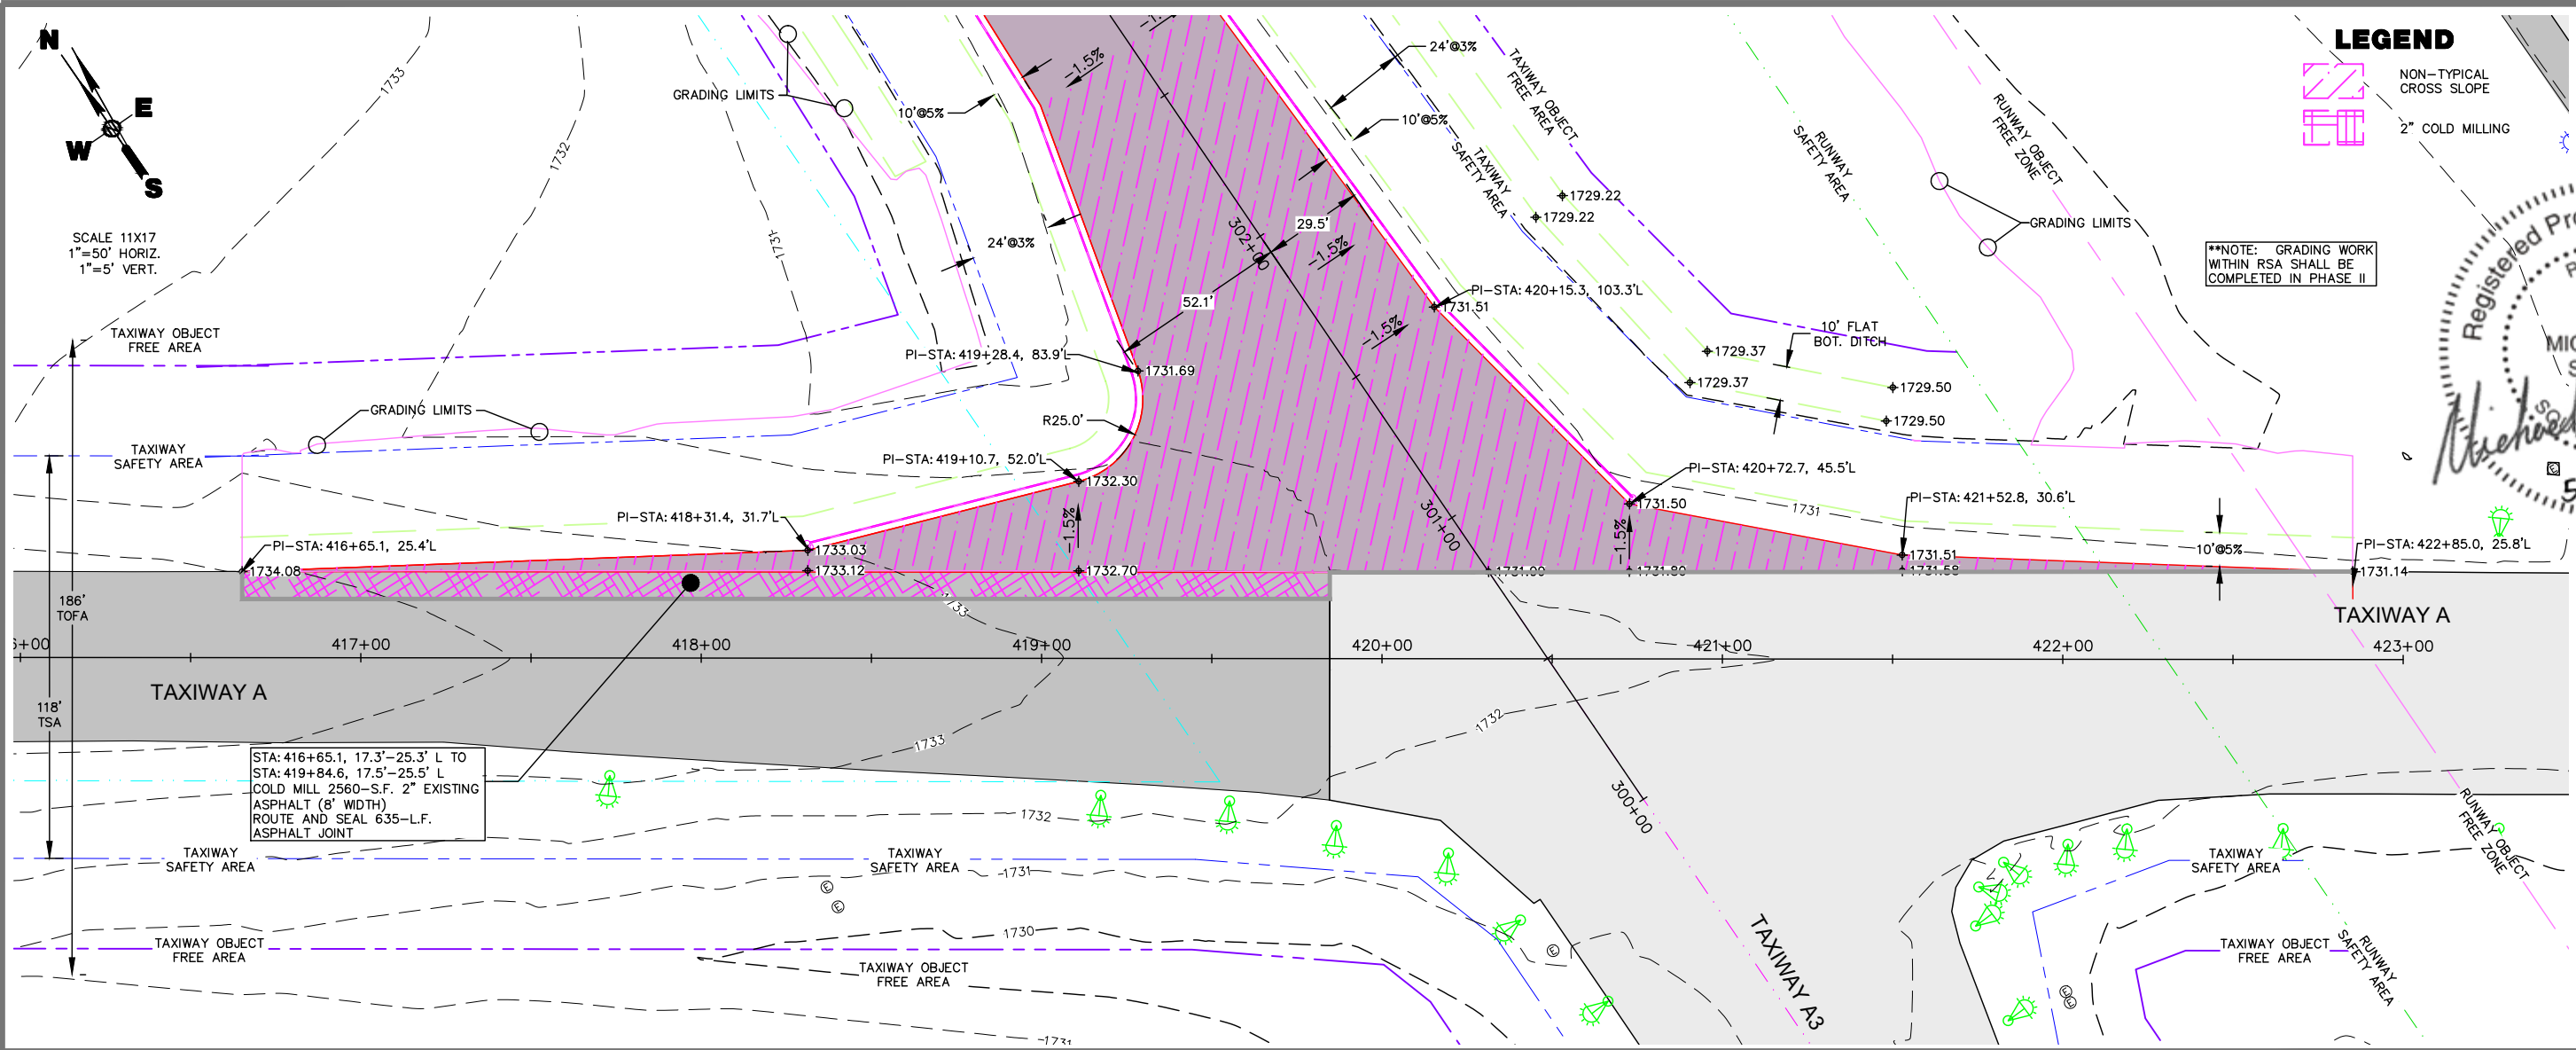 N
E
W
S
SCALE 11X17
1"=50' HORIZ.
1"=5' VERT.
LEGEND
NON-TYPICAL
CROSS SLOPE
2" COLD MILLING
**NOTE: GRADING WORK
WITHIN RSA SHALL BE
COMPLETED IN PHASE II
1733
1732
1731
GRADING LIMITS
10'@5%
24'@3%
-1.5%
24'@3%
10'@5%
TAXIWAY OBJECT
FREE AREA
TAXIWAY
SAFETY AREA
RUNWAY
SAFETY AREA
RUNWAY OBJECT
FREE ZONE
GRADING LIMITS
1729.22
1729.22
29.5'
-1.5%
302+00
52.1'
-1.5%
PI-STA: 420+15.3, 103.3'L
1731.51
10' FLAT
BOT. DITCH
1729.37
1729.37
1729.50
1729.50
TAXIWAY OBJECT
FREE AREA
PI-STA: 419+28.4, 83.9'L
1731.69
GRADING LIMITS
R25.0'
TAXIWAY
SAFETY AREA
PI-STA: 419+10.7, 52.0'L
1732.30
PI-STA: 420+72.7, 45.5'L
1731.50
1731
301+00
PI-STA: 421+52.8, 30.6'L
1731.51
PI-STA: 418+31.4, 31.7'L
1733.03
-1.5%
-1.5%
PI-STA: 416+65.1, 25.4'L
1734.08
1733.12
1732.70
10'@5%
PI-STA: 422+85.0, 25.8'L
1731.14
186'
TOFA
1733
TAXIWAY A
417+00
418+00
419+00
420+00
421+00
422+00
423+00
TAXIWAY A
118'
TSA
1733
1732
STA: 416+65.1, 17.3'-25.3' L TO
STA: 419+84.6, 17.5'-25.5' L
COLD MILL 2560-S.F. 2" EXISTING
ASPHALT (8' WIDTH)
ROUTE AND SEAL 635-L.F.
ASPHALT JOINT
300+00
1732
TAXIWAY
SAFETY AREA
TAXIWAY
SAFETY AREA
1731
TAXIWAY
SAFETY AREA
RUNWAY OBJECT
FREE ZONE
E
E
E
1730
TAXIWAY OBJECT
FREE AREA
TAXIWAY OBJECT
FREE AREA
TAXIWAY A3
TAXIWAY OBJECT
FREE AREA
RUNWAY
SAFETY AREA
Registered